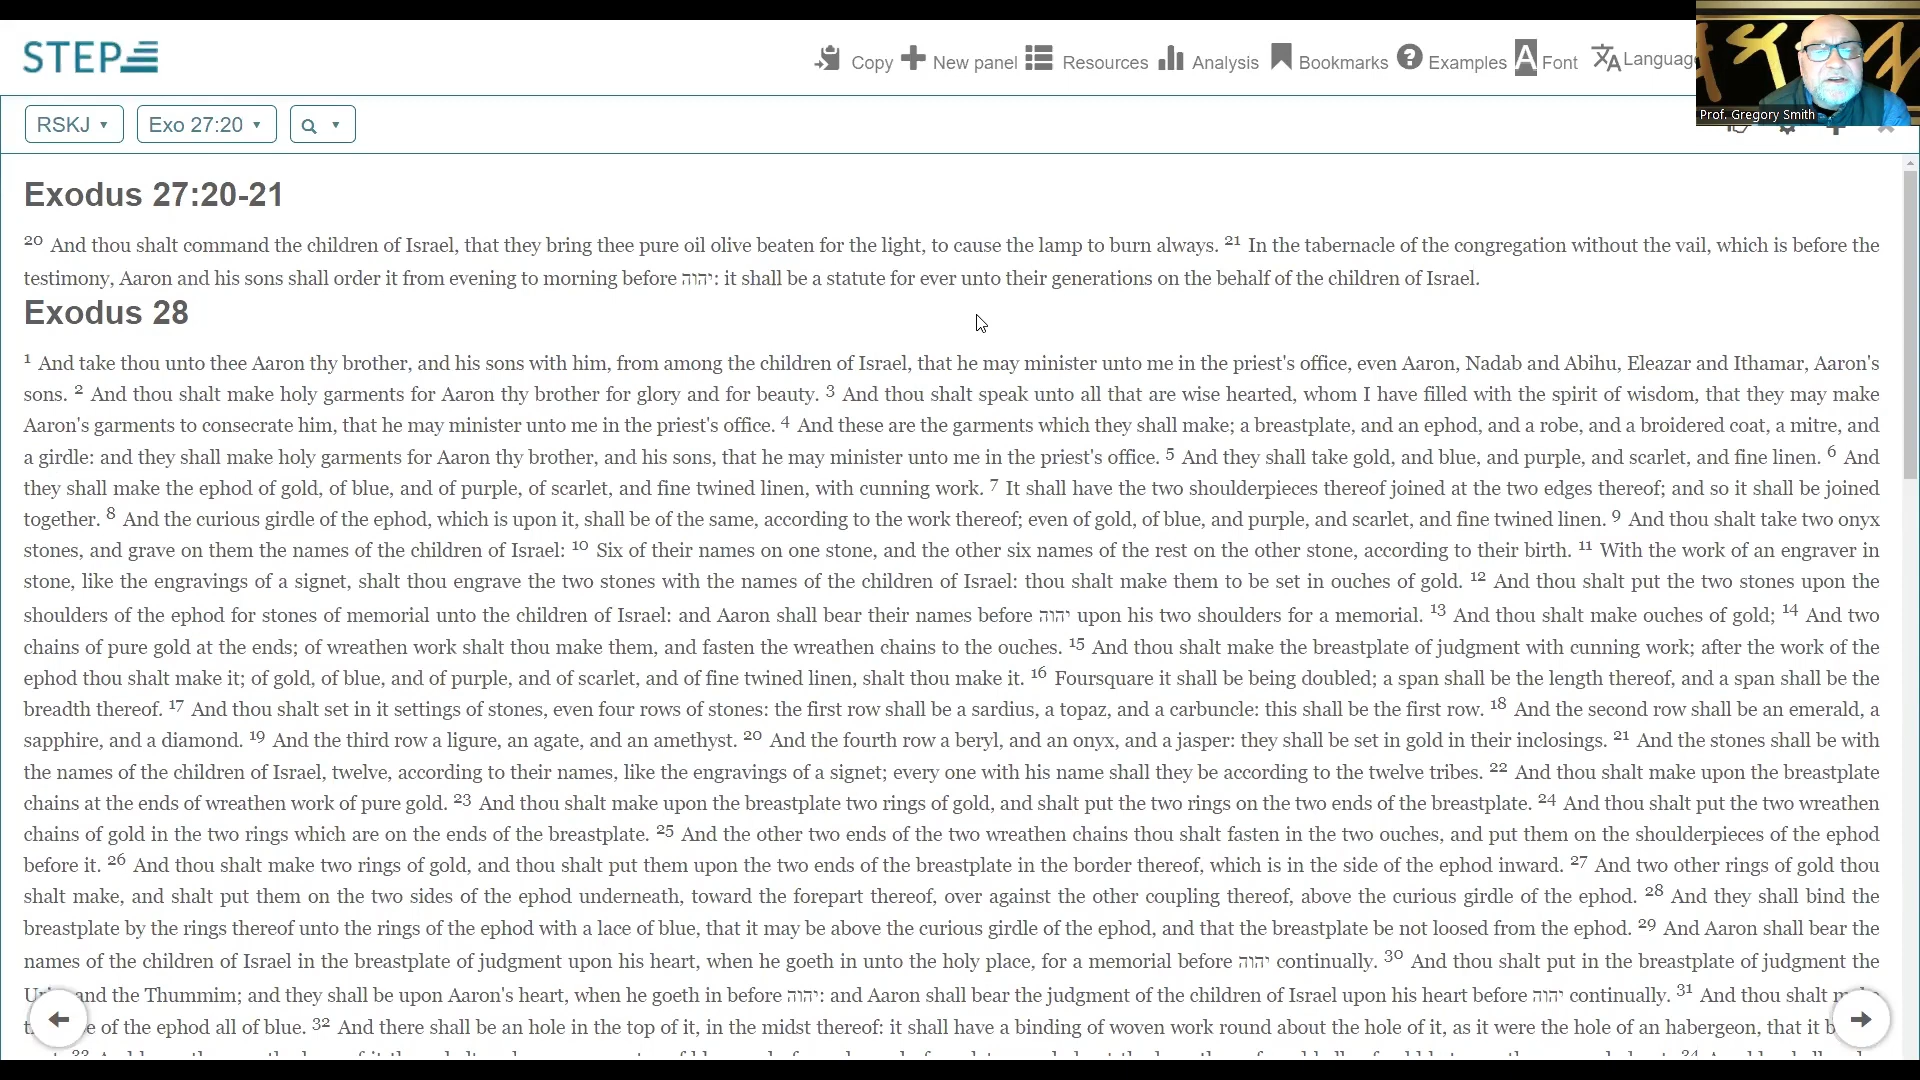 STEP
Copy New panel Resources Analysis Bookmarks Examples A Font Languag
Prof. Gregory Smith
RSKJ Exo 27:20
Exodus 27:20-21
20 And thou shalt command the children of Israel, that they bring thee pure oil olive beaten for the light, to cause the lamp to burn always. 21 In the tabernacle of the congregation without the vail, which is before the
testimony, Aaron and his sons shall order it from evening to morning before יהוה: it shall be a statute for ever unto their generations on the behalf of the children of Israel.
Exodus 28
1 And take thou unto thee Aaron thy brother, and his sons with him, from among the children of Israel, that he may minister unto me in the priest's office, even Aaron, Nadab and Abihu, Eleazar and Ithamar, Aaron's
sons. 2 And thou shalt make holy garments for Aaron thy brother for glory and for beauty. 3 And thou shalt speak unto all that are wise hearted, whom I have filled with the spirit of wisdom, that they may make
Aaron's garments to consecrate him, that he may minister unto me in the priest's office. 4 And these are the garments which they shall make; a breastplate, and an ephod, and a robe, and a broidered coat, a mitre, and
a girdle: and they shall make holy garments for Aaron thy brother, and his sons, that he may minister unto me in the priest's office. 5 And they shall take gold, and blue, and purple, and scarlet, and fine linen. 6 And
they shall make the ephod of gold, of blue, and of purple, of scarlet, and fine twined linen, with cunning work. 7 It shall have the two shoulderpieces thereof joined at the two edges thereof; and so it shall be joined
together. 8 And the curious girdle of the ephod, which is upon it, shall be of the same, according to the work thereof; even of gold, of blue, and purple, and scarlet, and fine twined linen. 9 And thou shalt take two onyx
stones, and grave on them the names of the children of Israel: 10 Six of their names on one stone, and the other six names of the rest on the other stone, according to their birth. 11 With the work of an engraver in
stone, like the engravings of a signet, shalt thou engrave the two stones with the names of the children of Israel: thou shalt make them to be set in ouches of gold. 12 And thou shalt put the two stones upon the
shoulders of the ephod for stones of memorial unto the children of Israel: and Aaron shall bear their names before יהוה upon his two shoulders for a memorial. 13 And thou shalt make ouches of gold; 14 And two
chains of pure gold at the ends; of wreathen work shalt thou make them, and fasten the wreathen chains to the ouches. 15 And thou shalt make the breastplate of judgment with cunning work; after the work of the
ephod thou shalt make it; of gold, of blue, and of purple, and of scarlet, and of fine twined linen, shalt thou make it. 16 Foursquare it shall be being doubled; a span shall be the length thereof, and a span shall be the
breadth thereof. 17 And thou shalt set in it settings of stones, even four rows of stones: the first row shall be a sardius, a topaz, and a carbuncle: this shall be the first row. 18 And the second row shall be an emerald, a
sapphire, and a diamond. 19 And the third row a ligure, an agate, and an amethyst. 20 And the fourth row a beryl, and an onyx, and a jasper: they shall be set in gold in their inclosings. 21 And the stones shall be with
the names of the children of Israel, twelve, according to their names, like the engravings of a signet; every one with his name shall they be according to the twelve tribes. 22 And thou shalt make upon the breastplate
chains at the ends of wreathen work of pure gold. 23 And thou shalt make upon the breastplate two rings of gold, and shalt put the two rings on the two ends of the breastplate. 24 And thou shalt put the two wreathen
chains of gold in the two rings which are on the ends of the breastplate. 25 And the other two ends of the two wreathen chains thou shalt fasten in the two ouches, and put them on the shoulderpieces of the ephod
before it. 26 And thou shalt make two rings of gold, and thou shalt put them upon the two ends of the breastplate in the border thereof, which is in the side of the ephod inward. 27 And two other rings of gold thou
shalt make, and shalt put them on the two sides of the ephod underneath, toward the forepart thereof, over against the other coupling thereof, above the curious girdle of the ephod. 28 And they shall bind the
breastplate by the rings thereof unto the rings of the ephod with a lace of blue, that it may be above the curious girdle of the ephod, and that the breastplate be not loosed from the ephod. 29 And Aaron shall bear the
names of the children of Israel in the breastplate of judgment upon his heart, when he goeth in unto the holy place, for a memorial before יהוה continually. 30 And thou shalt put in the breastplate of judgment the
and the Thummim; and they shall be upon Aaron's heart, when he goeth in before יהוה: and Aaron shall bear the judgment of the children of Israel upon his heart before יהוה continually. 31 And thou shalt
of the ephod all of blue. 32 And there shall be an hole in the top of it, in the midst thereof: it shall have a binding of woven work round about the hole of it, as it were the hole of an habergeon, that it